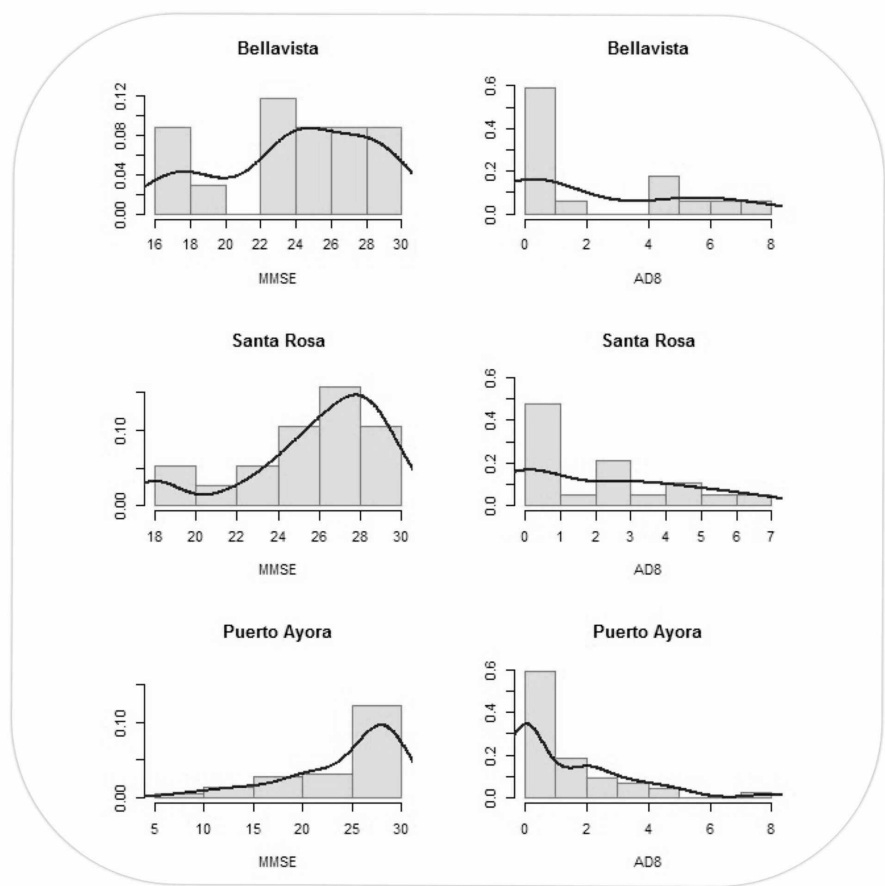 Bellavista
0.00 0.04 0.08 0.12
16 18 20 22 24 26 28 30
MMSE
Bellavista
0.0 0.2 0.4 0.6
0 2 4 6 8
AD8
Santa Rosa
0.00 0.10
18 20 22 24 26 28 30
MMSE
Santa Rosa
0.0 0.2 0.4 0.6
0 1 2 3 4 5 6 7
AD8
Puerto Ayora
0.00 0.10
5 10 15 20 25 30
MMSE
Puerto Ayora
0.0 0.2 0.4 0.6
0 2 4 6 8
AD8